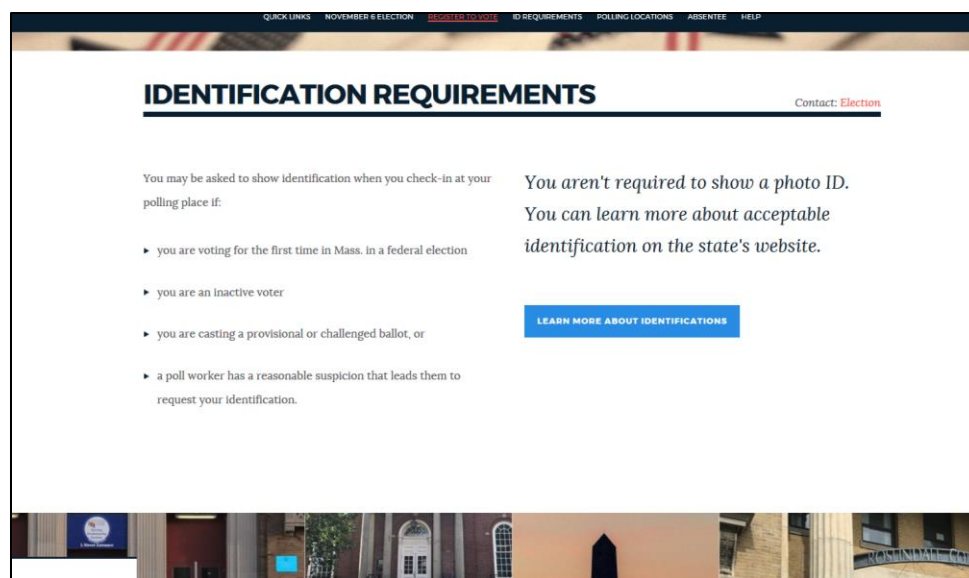 QUICK LINKS NOVEMBER 6 ELECTION REGISTER TO VOTE ID REQUIREMENTS POLLING LOCATIONS ABSENTEE HELP
IDENTIFICATION REQUIREMENTS
Contact: Election
You may be asked to show identification when you check-in at your
polling place if:
▸ you are voting for the first time in Mass. in a federal election
▸ you are an inactive voter
▸ you are casting a provisional or challenged ballot, or
▸ a poll worker has a reasonable suspicion that leads them to
request your identification.
You aren't required to show a photo ID.
You can learn more about acceptable
identification on the state's website.
LEARN MORE ABOUT IDENTIFICATIONS